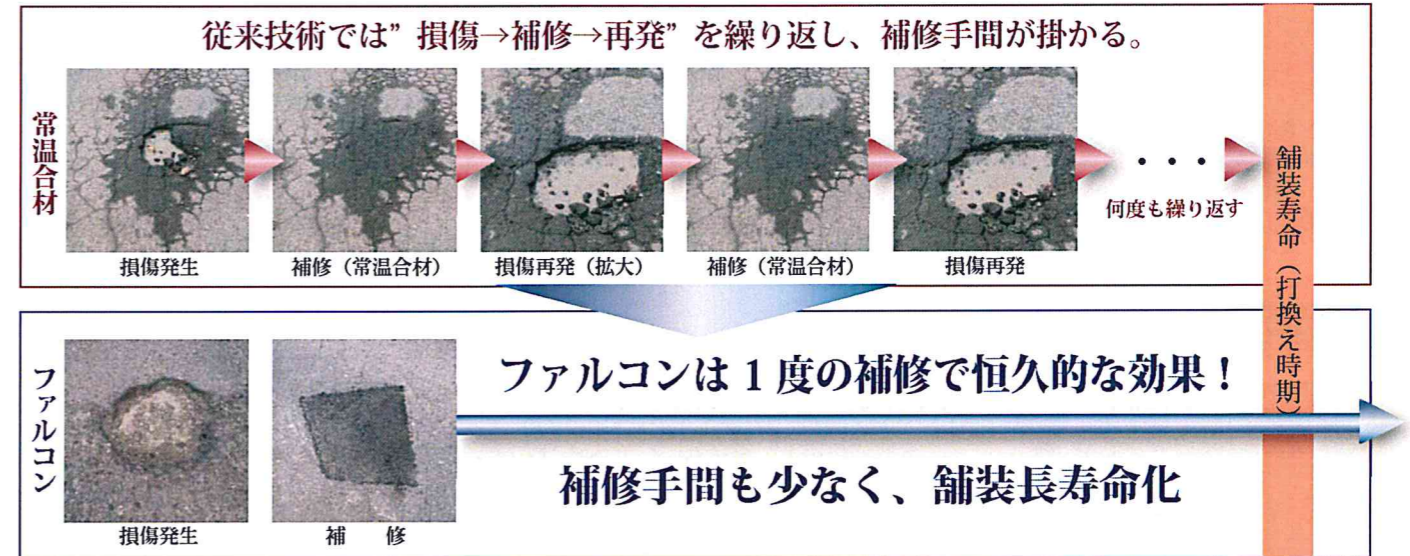 従来技術では”損傷→補修→再発”を繰り返し、補修手間が掛かる。
常温合材
損傷発生
補修（常温合材）
損傷再発（拡大）
補修（常温合材）
損傷再発
・・・
何度も繰り返す
舗装寿命（打換え時期）
ファルコン
損傷発生
補　修
ファルコンは1度の補修で恒久的な効果！
補修手間も少なく、舗装長寿命化